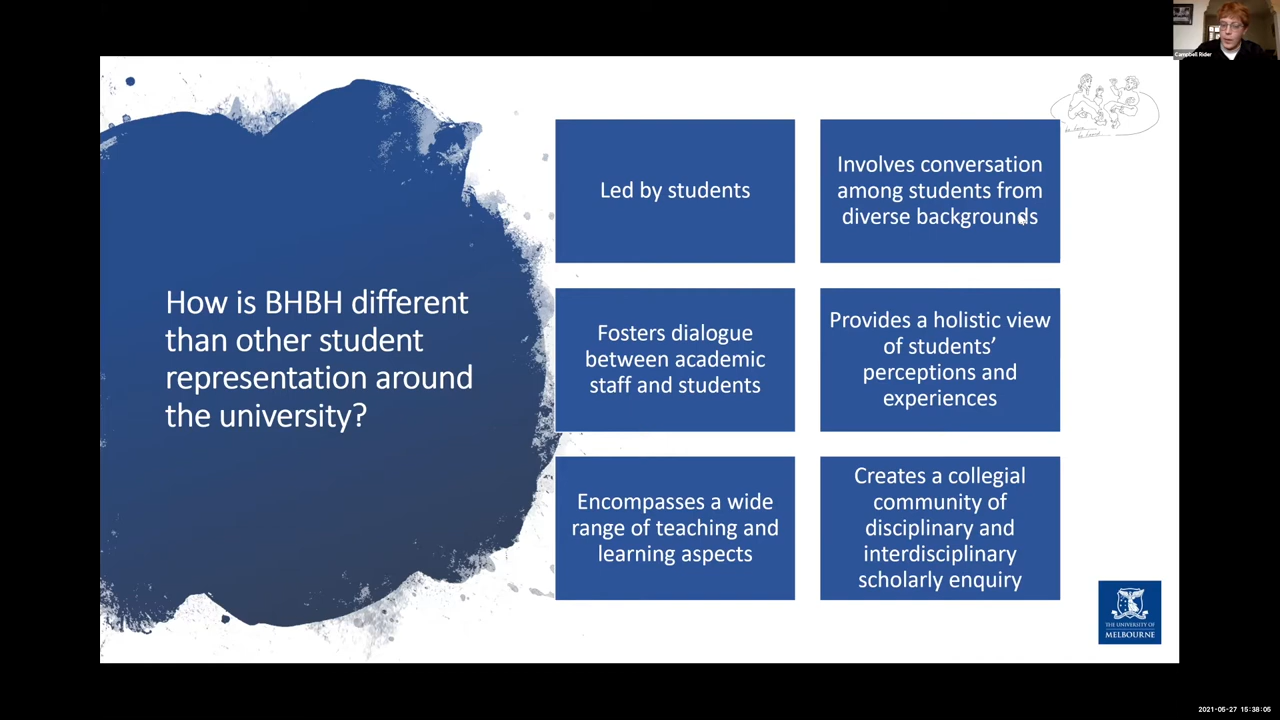 Campbell Rider
How is BHBH different
than other student
representation around
the university?
Led by students
Involves conversation
among students from
diverse backgrounds
Fosters dialogue
between academic
staff and students
Provides a holistic view
of students’
perceptions and
experiences
Encompasses a wide
range of teaching and
learning aspects
Creates a collegial
community of
disciplinary and
interdisciplinary
scholarly enquiry
THE UNIVERSITY OF
MELBOURNE
2021-05-27 15:38:05